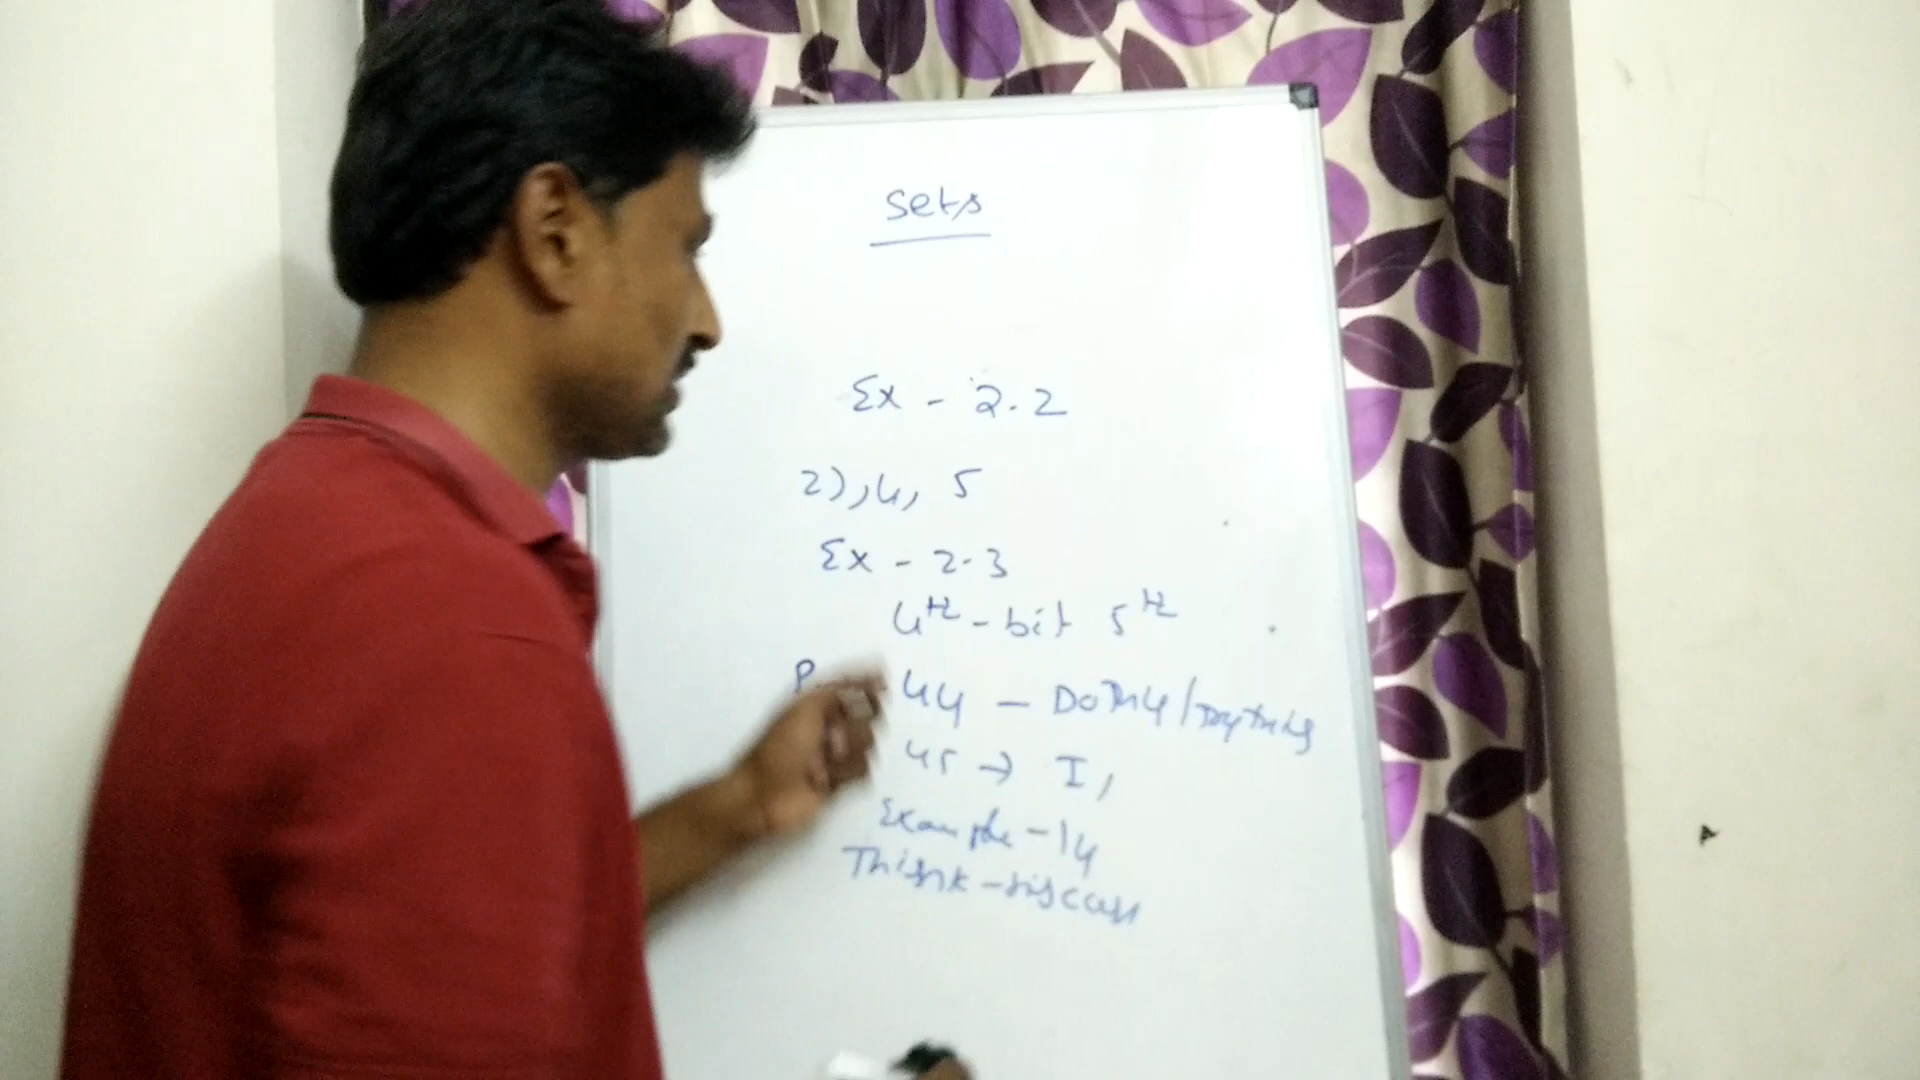 Sets
Ex - 2.2
2), 4, 5
Ex - 2.3
4th - bit 5th
P 44 - Do This / Try This
45 → I,
Example - 14
Think - discuss